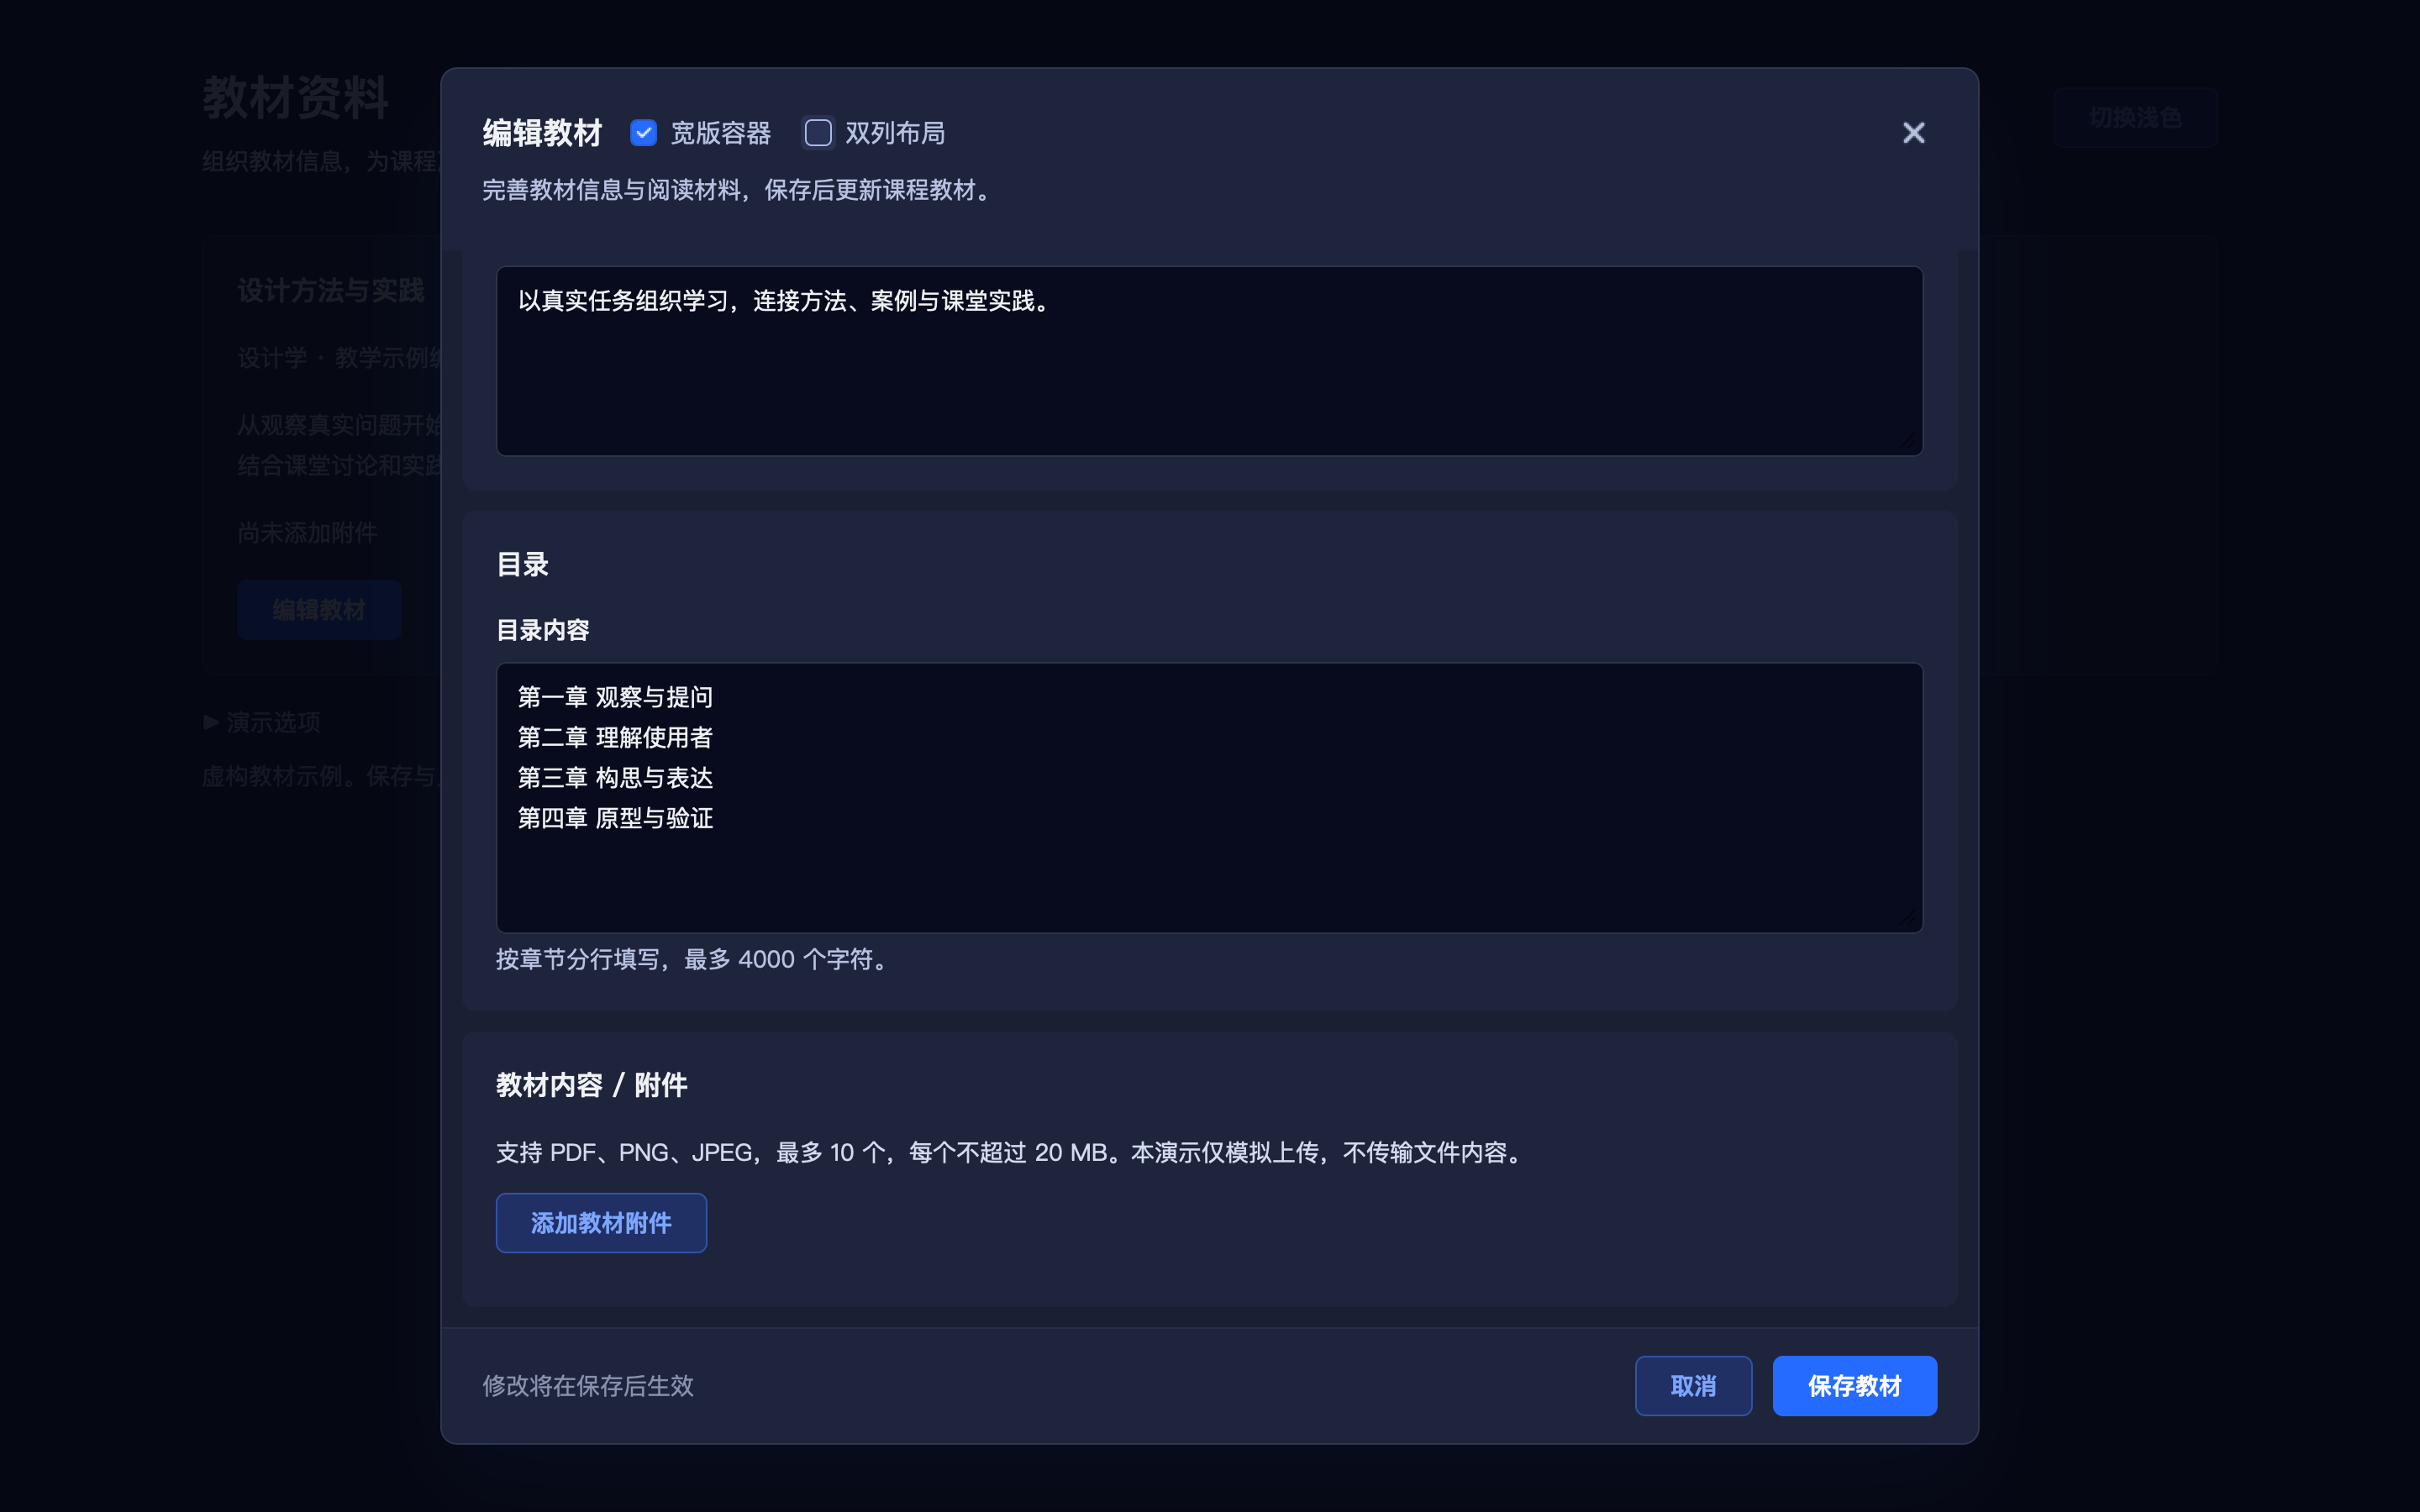 教材资料
切换浅色
组织教材信息，为课程
编辑教材
宽版容器
双列布局
完善教材信息与阅读材料，保存后更新课程教材。
设计方法与实践
设计学 · 教学示例
从观察真实问题开始
结合课堂讨论和实践
尚未添加附件
编辑教材
演示选项
虚构教材示例。保存与
以真实任务组织学习，连接方法、案例与课堂实践。
目录
目录内容
第一章 观察与提问
第二章 理解使用者
第三章 构思与表达
第四章 原型与验证
按章节分行填写，最多 4000 个字符。
教材内容 / 附件
支持 PDF、PNG、JPEG，最多 10 个，每个不超过 20 MB。本演示仅模拟上传，不传输文件内容。
添加教材附件
修改将在保存后生效
取消
保存教材